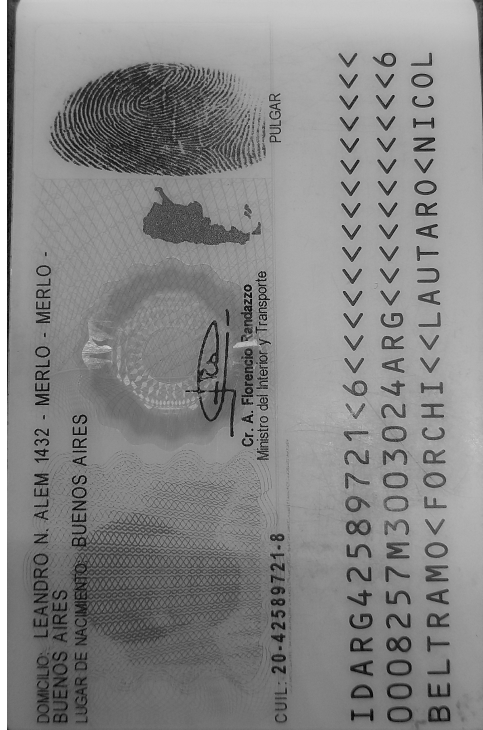 DOMICILIO: LEANDRO N. ALEM 1432 - MERLO - MERLO -
BUENOS AIRES
LUGAR DE NACIMIENTO: BUENOS AIRES
PULGAR
Cr. A. Florencio Randazzo
Ministro del Interior y Transporte
CUIL: 20-42589721-8
IDARG42589721<6<<<<<<<<<<<<<<<
0008257M3003024ARG<<<<<<<<<<<6
BELTRAMO<FORCHI<<LAUTARO<NICOL